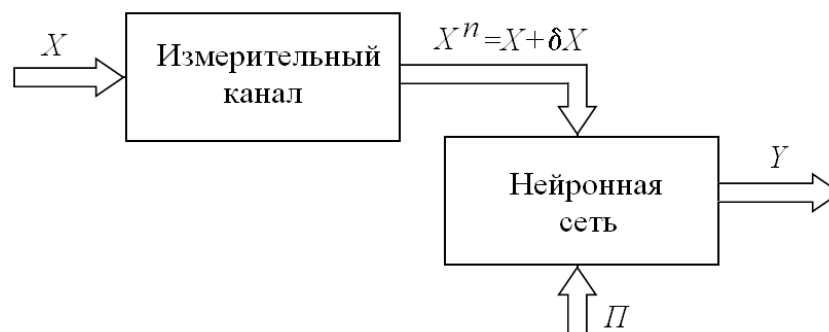 X
Измерительный
канал
Xⁿ=X+δX
Нейронная
сеть
Y
П